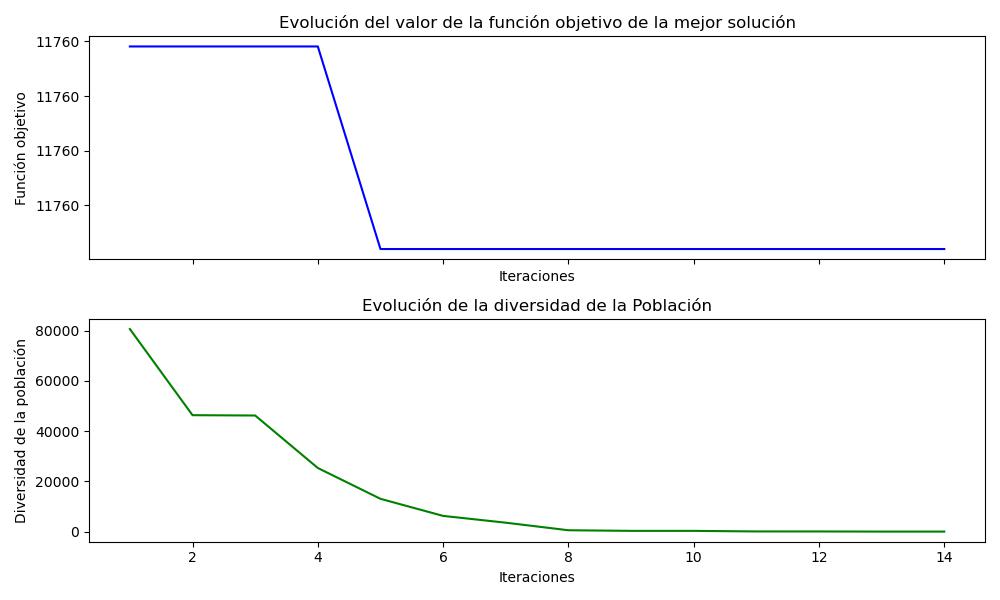 Evolución del valor de la función objetivo de la mejor solución
11760
11760
11760
11760
Función objetivo
Iteraciones
Evolución de la diversidad de la Población
80000
60000
40000
20000
0
Diversidad de la población
2 4 6 8 10 12 14
Iteraciones